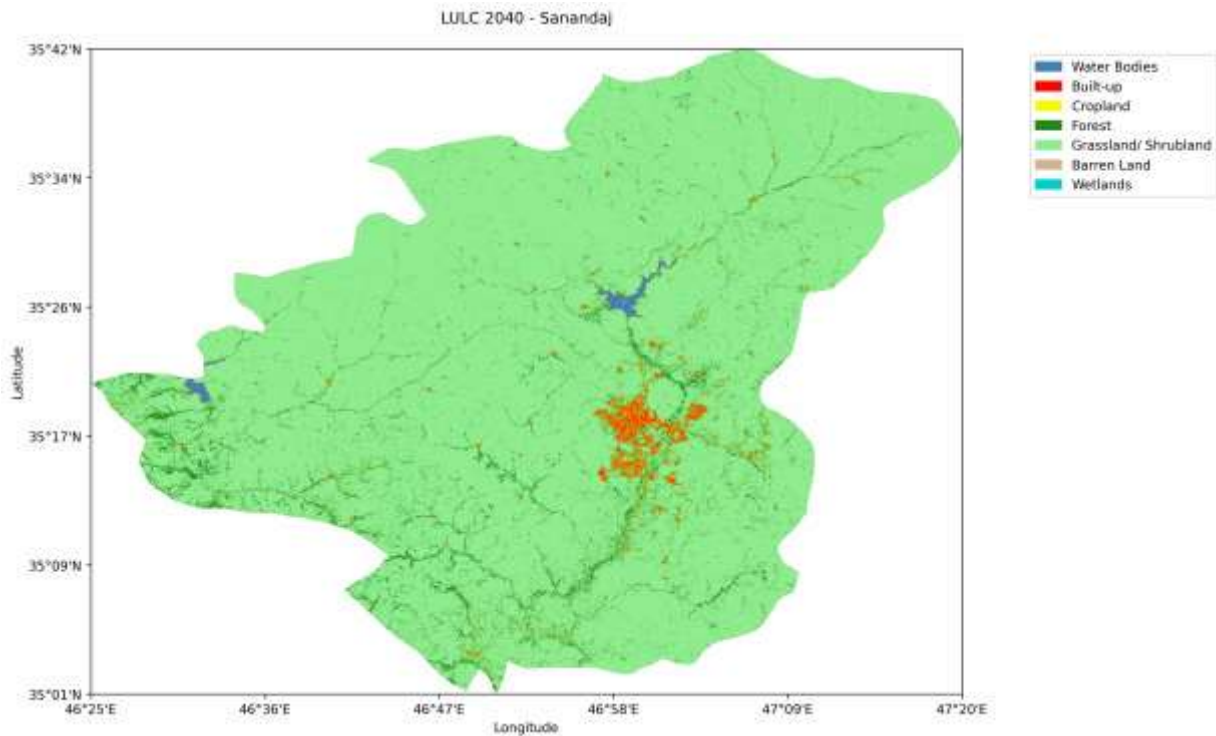 LULC 2040 - Sanandaj
35°42'N
35°34'N
35°26'N
35°17'N
35°09'N
35°01'N
Latitude
46°25'E
46°36'E
46°47'E
46°58'E
47°09'E
47°20'E
Longitude
Water Bodies
Built-up
Cropland
Forest
Grassland/ Shrubland
Barren Land
Wetlands